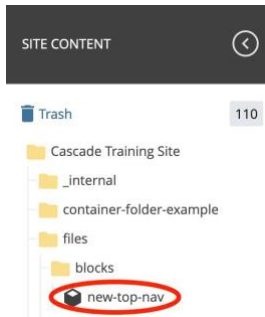 SITE CONTENT
Trash 110
Cascade Training Site
_internal
container-folder-example
files
blocks
new-top-nav